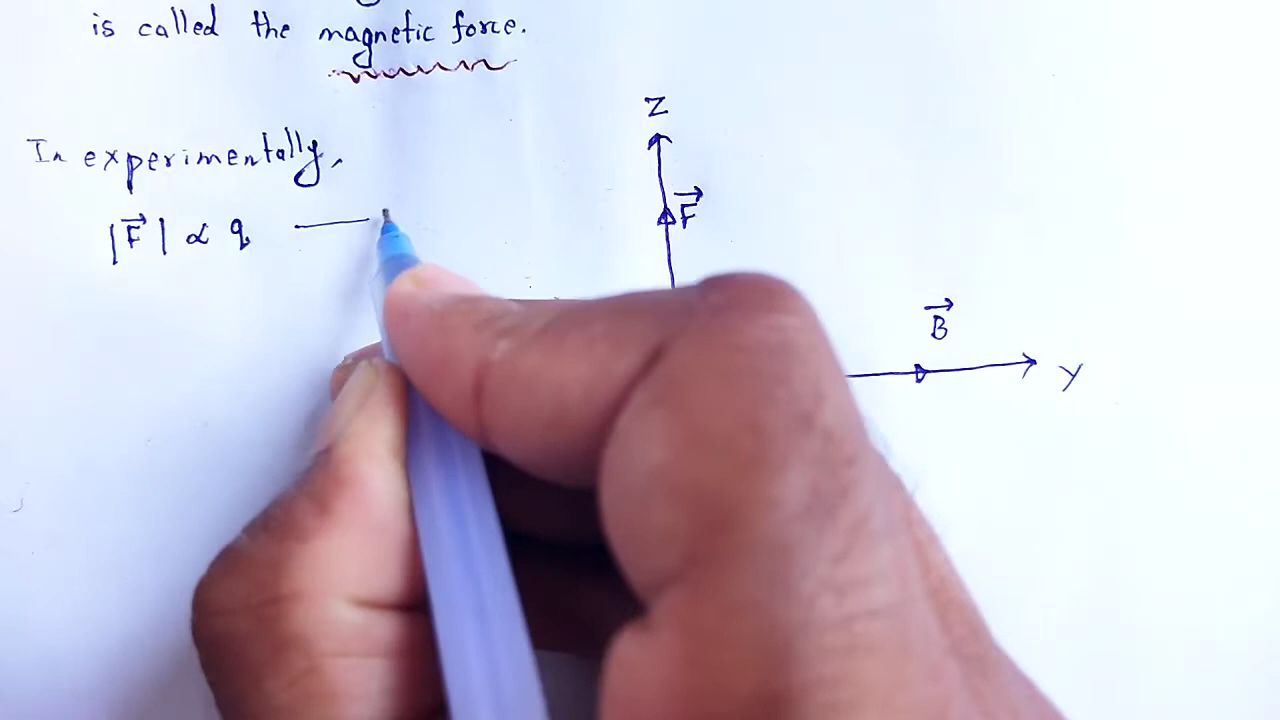 is called the magnetic force.
In experimentally,
|F⃗| ∝ q
Z
F⃗
B⃗
Y